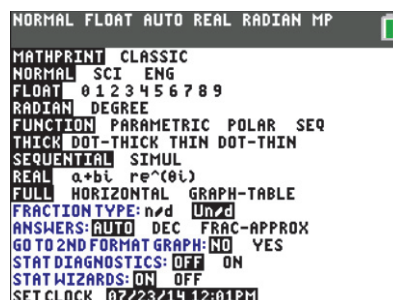 NORMAL FLOAT AUTO REAL RADIAN MP
MATHPRINT CLASSIC
NORMAL SCI ENG
FLOAT 0 1 2 3 4 5 6 7 8 9
RADIAN DEGREE
FUNCTION PARAMETRIC POLAR SEQ
THICK DOT-THICK THIN DOT-THIN
SEQUENTIAL SIMUL
REAL a+bi re^(θi)
FULL HORIZONTAL GRAPH-TABLE
FRACTION TYPE: n/d Un/d
ANSWERS: AUTO DEC FRAC-APPROX
GO TO 2ND FORMAT GRAPH: NO YES
STAT DIAGNOSTICS: OFF ON
STAT WIZARDS: ON OFF
SET CLOCK 07/23/14 12:01PM